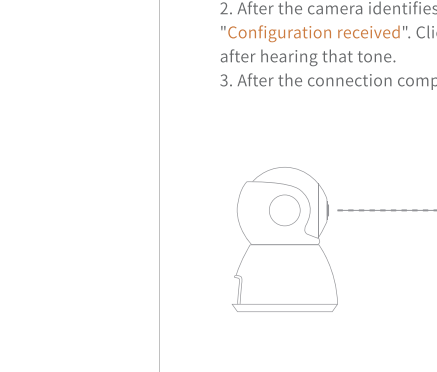 2. After the camera identifies
"Configuration received". Cli
after hearing that tone.
3. After the connection comp